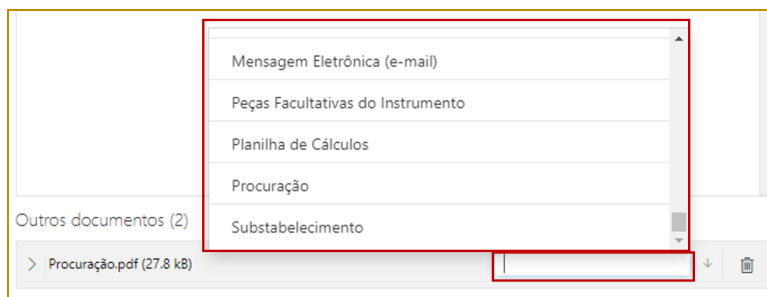 Mensagem Eletrônica (e-mail)
Peças Facultativas do Instrumento
Planilha de Cálculos
Procuração
Substabelecimento
Outros documentos (2)
Procuração.pdf (27.8 kB)